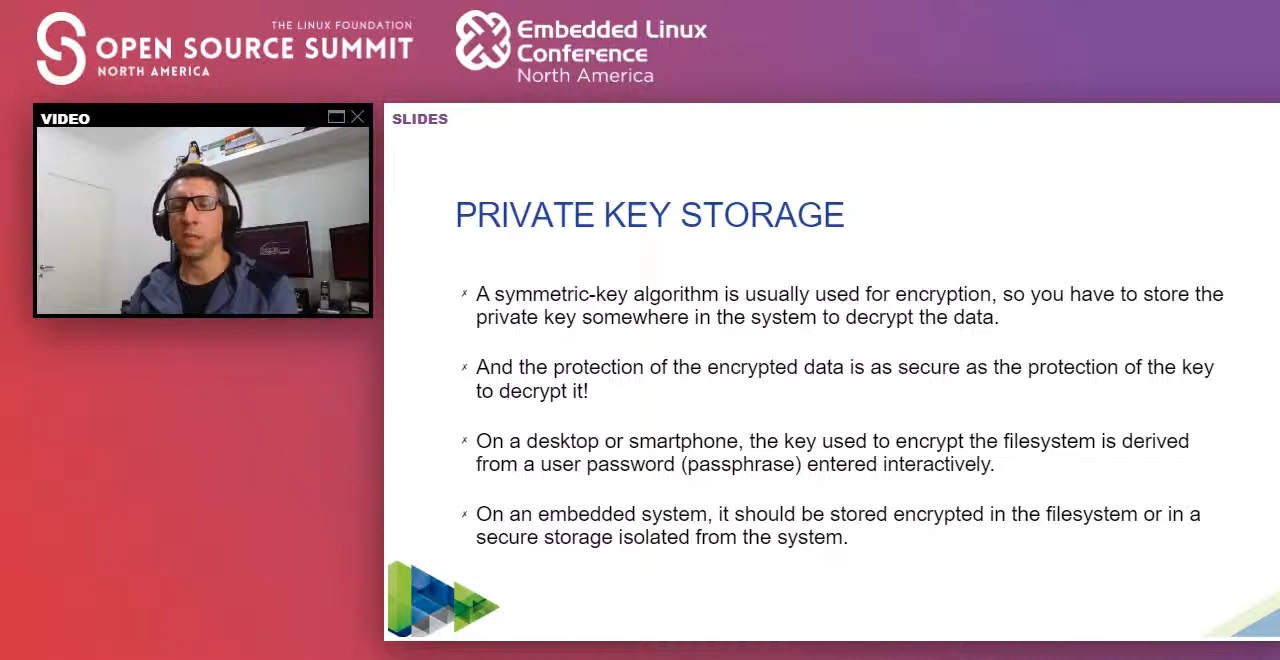 THE LINUX FOUNDATION
OPEN SOURCE SUMMIT
NORTH AMERICA
Embedded Linux
Conference
North America
VIDEO
SLIDES
PRIVATE KEY STORAGE
✗ A symmetric-key algorithm is usually used for encryption, so you have to store the
private key somewhere in the system to decrypt the data.
✗ And the protection of the encrypted data is as secure as the protection of the key
to decrypt it!
✗ On a desktop or smartphone, the key used to encrypt the filesystem is derived
from a user password (passphrase) entered interactively.
✗ On an embedded system, it should be stored encrypted in the filesystem or in a
secure storage isolated from the system.